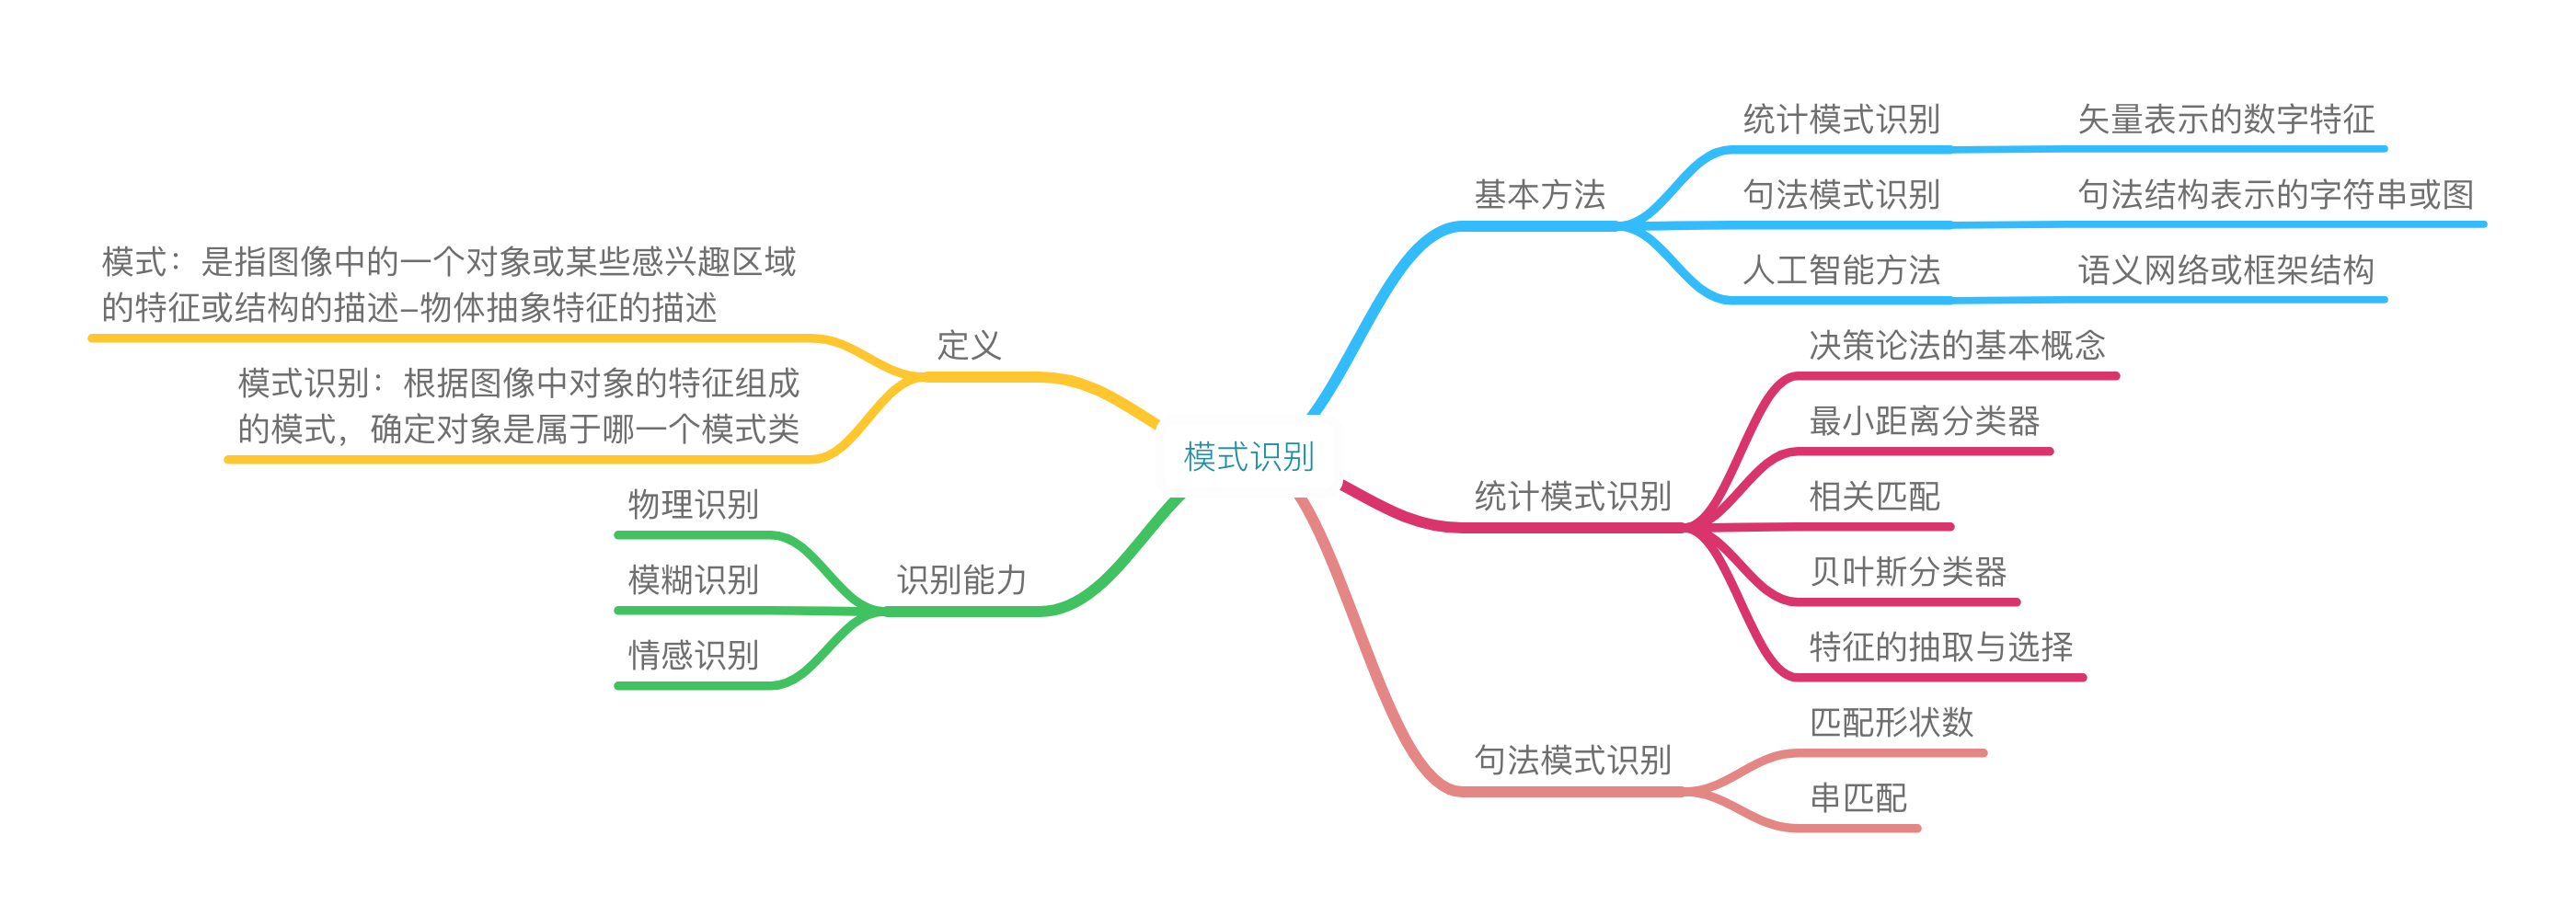 模式识别
基本方法
统计模式识别
矢量表示的数字特征
句法模式识别
句法结构表示的字符串或图
人工智能方法
语义网络或框架结构
统计模式识别
决策论法的基本概念
最小距离分类器
相关匹配
贝叶斯分类器
特征的抽取与选择
句法模式识别
匹配形状数
串匹配
定义
模式：是指图像中的一个对象或某些感兴趣区域
的特征或结构的描述–物体抽象特征的描述
模式识别：根据图像中对象的特征组成
的模式，确定对象是属于哪一个模式类
识别能力
物理识别
模糊识别
情感识别